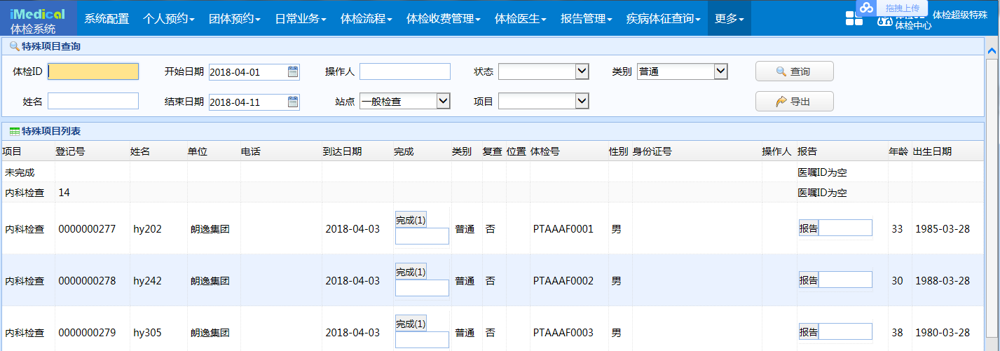 iMedical
体检系统
系统配置 个人预约 团体预约 日常业务 体检流程 体检收费管理 体检医生 报告管理 疾病体征查询 更多
拖拽上传
体检超级特殊
体检中心
特殊项目查询
体检ID 开始日期 2018-04-01 操作人 状态 类别 普通 查询
姓名 结束日期 2018-04-11 站点 一般检查 项目 导出
特殊项目列表
项目 登记号 姓名 单位 电话 到达日期 完成 类别 复查 位置 体检号 性别 身份证号 操作人 报告 年龄 出生日期
未完成 医嘱ID为空
内科检查 14 医嘱ID为空
内科检查 0000000277 hy202 朗逸集团 2018-04-03 完成(1) 普通 否 PTAAAF0001 男 报告 33 1985-03-28
内科检查 0000000278 hy242 朗逸集团 2018-04-03 完成(1) 普通 否 PTAAAF0002 男 报告 30 1988-03-28
内科检查 0000000279 hy305 朗逸集团 2018-04-03 完成(1) 普通 否 PTAAAF0003 男 报告 38 1980-03-28